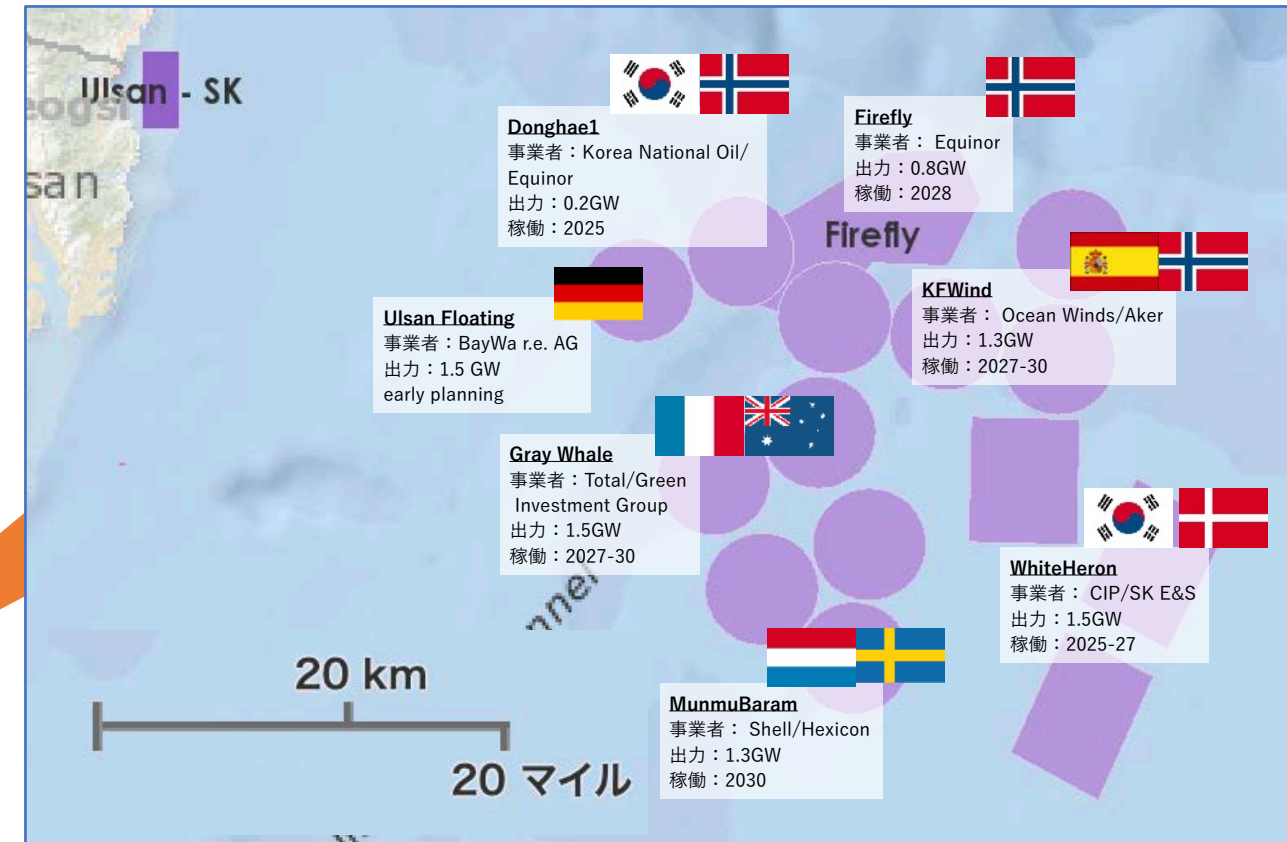 Ulsan - SK
san
Donghae1
事業者：Korea National Oil/
Equinor
出力：0.2GW
稼働：2025
Firefly
事業者： Equinor
出力：0.8GW
稼働：2028
Firefly
KFWind
事業者： Ocean Winds/Aker
出力：1.3GW
稼働：2027-30
Ulsan Floating
事業者：BayWa r.e. AG
出力：1.5 GW
early planning
Gray Whale
事業者：Total/Green
Investment Group
出力：1.5GW
稼働：2027-30
nnel
WhiteHeron
事業者： CIP/SK E&S
出力：1.5GW
稼働：2025-27
MunmuBaram
事業者： Shell/Hexicon
出力：1.3GW
稼働：2030
20 km
20 マイル